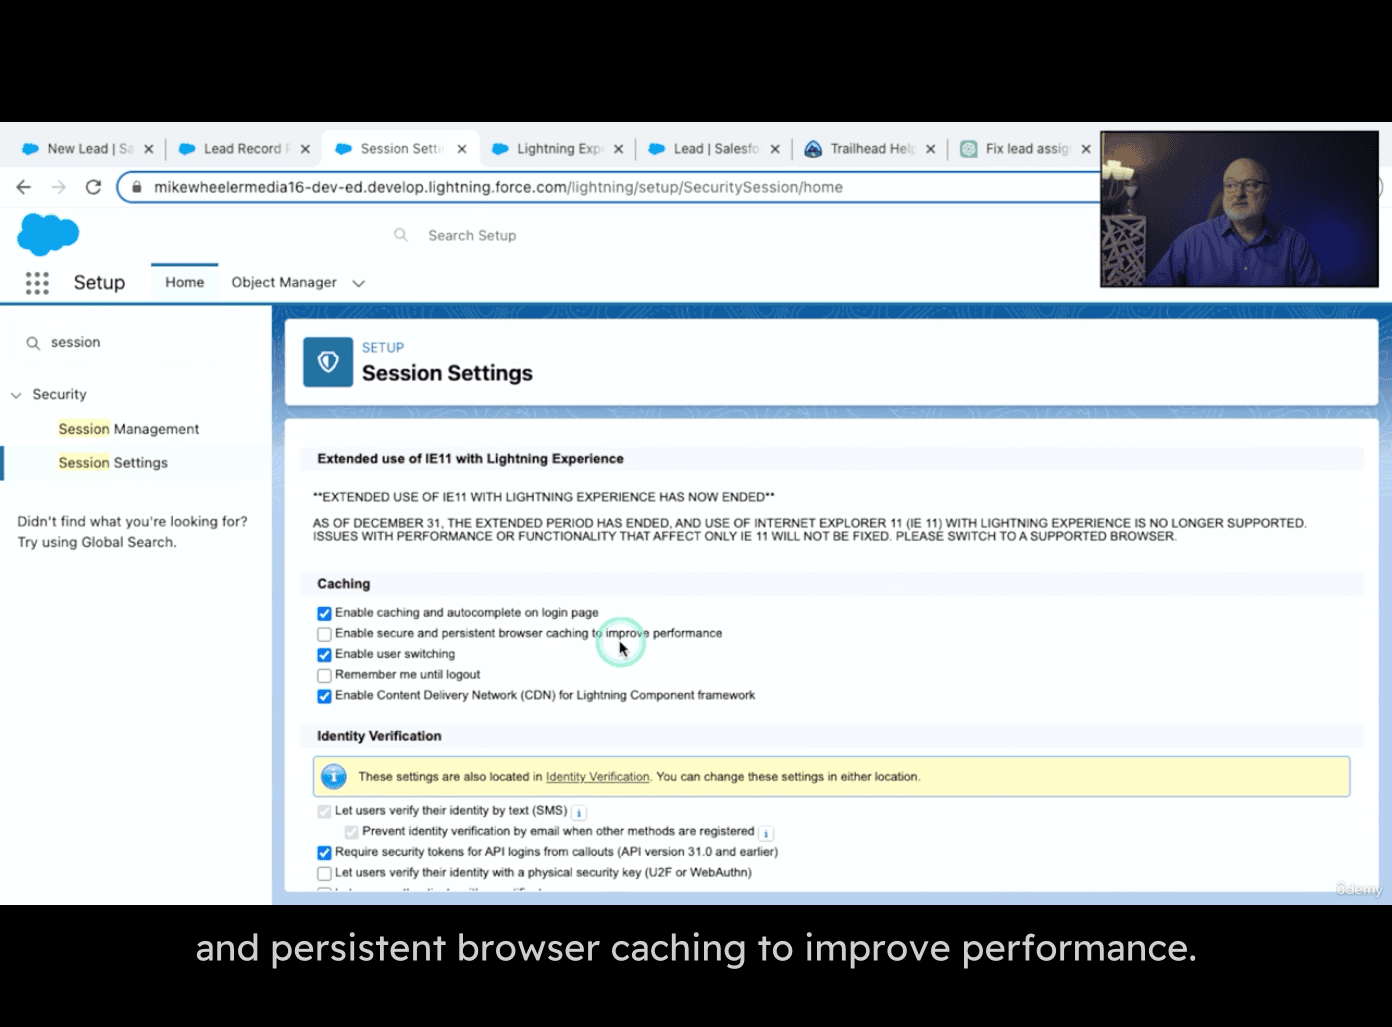 New Lead | Sa
Lead Record
Session Setti
Lightning Exp
Lead | Salesfo
Trailhead Hel
Fix lead assig
mikewheelermedia16-dev-ed.develop.lightning.force.com/lightning/setup/SecuritySession/home
Search Setup
Setup
Home
Object Manager
session
Security
Session Management
Session Settings
Didn't find what you're looking for?
Try using Global Search.
SETUP
Session Settings
Extended use of IE11 with Lightning Experience
**EXTENDED USE OF IE11 WITH LIGHTNING EXPERIENCE HAS NOW ENDED**
AS OF DECEMBER 31, THE EXTENDED PERIOD HAS ENDED, AND USE OF INTERNET EXPLORER 11 (IE 11) WITH LIGHTNING EXPERIENCE IS NO LONGER SUPPORTED.
ISSUES WITH PERFORMANCE OR FUNCTIONALITY THAT AFFECT ONLY IE 11 WILL NOT BE FIXED. PLEASE SWITCH TO A SUPPORTED BROWSER.
Caching
Enable caching and autocomplete on login page
Enable secure and persistent browser caching to improve performance
Enable user switching
Remember me until logout
Enable Content Delivery Network (CDN) for Lightning Component framework
Identity Verification
These settings are also located in Identity Verification. You can change these settings in either location.
Let users verify their identity by text (SMS)
Prevent identity verification by email when other methods are registered
Require security tokens for API logins from callouts (API version 31.0 and earlier)
Let users verify their identity with a physical security key (U2F or WebAuthn)
Udemy
and persistent browser caching to improve performance.